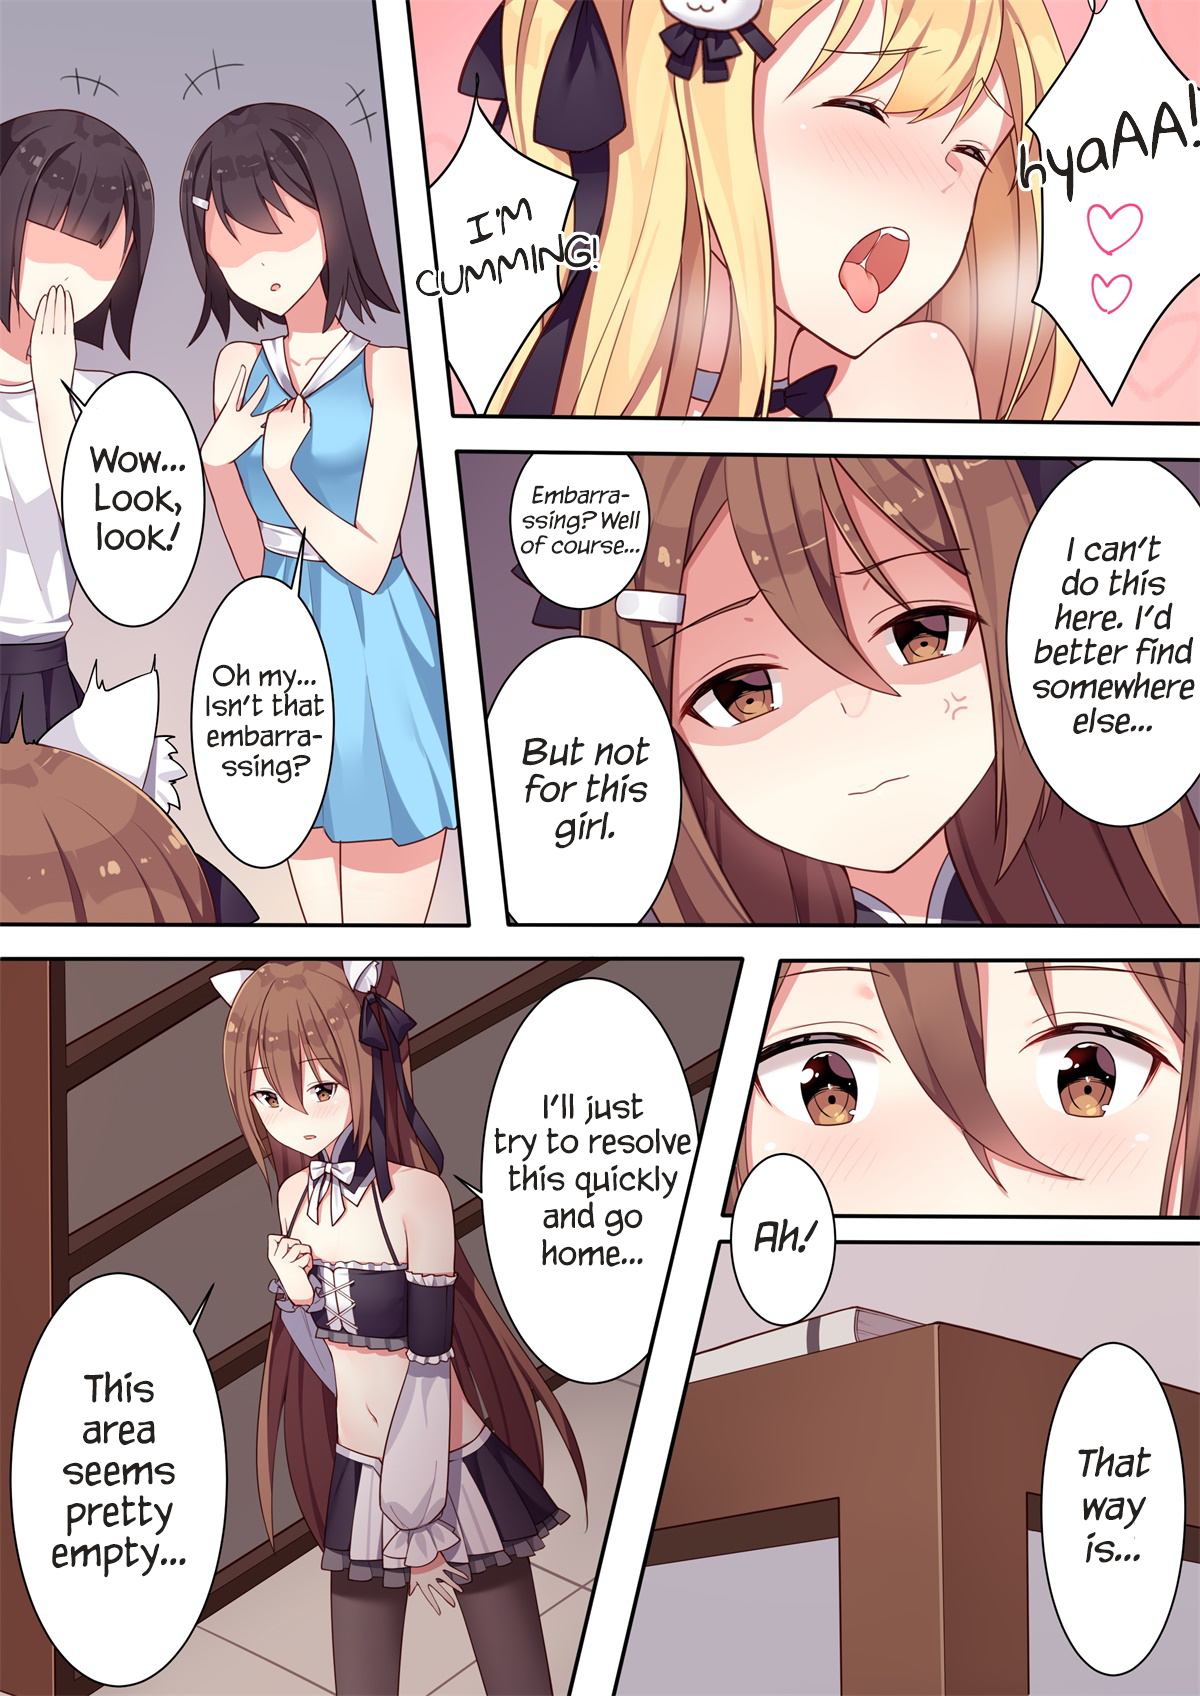 Wow...
Look,
look!
Oh my...
Isn't that
embarra-
ssing?
I'M
CUMMING!
hyaAA!
Embarra-
ssing? Well
of course...
But not
for this
girl.
I can't
do this
here. I'd
better find
somewhere
else...
This
area
seems
pretty
empty...
I'll just
try to resolve
this quickly
and go
home...
Ah!
That
way
is...